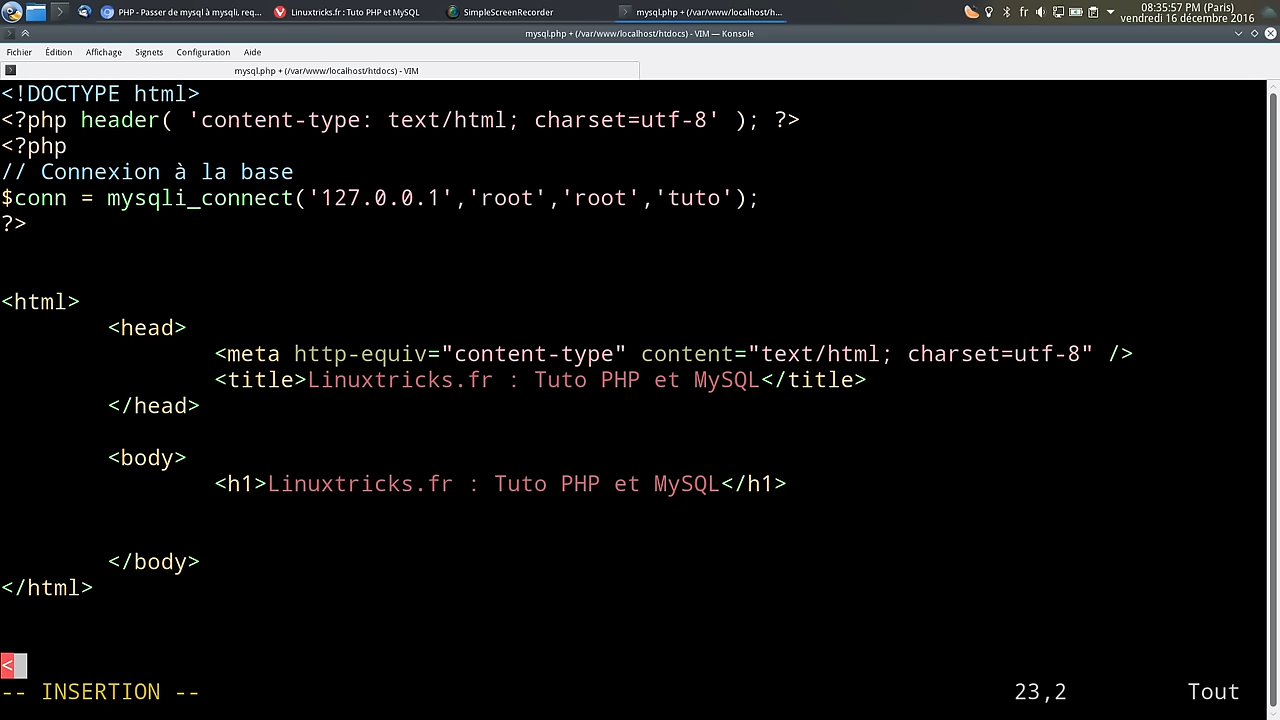 PHP - Passer de mysql à mysqli, req...
Linuxtricks.fr : Tuto PHP et MySQL
SimpleScreenRecorder
mysql.php + (/var/www/localhost/h...
fr
08:35:57 PM (Paris)
vendredi 16 décembre 2016
mysql.php + (/var/www/localhost/htdocs) - VIM — Konsole
Fichier Édition Affichage Signets Configuration Aide
mysql.php + (/var/www/localhost/htdocs) - VIM
<!DOCTYPE html>
<?php header( 'content-type: text/html; charset=utf-8' ); ?>
<?php
// Connexion à la base
$conn = mysqli_connect('127.0.0.1','root','root','tuto');
?>
<html>
<head>
<meta http-equiv="content-type" content="text/html; charset=utf-8" />
<title>Linuxtricks.fr : Tuto PHP et MySQL</title>
</head>
<body>
<h1>Linuxtricks.fr : Tuto PHP et MySQL</h1>
</body>
</html>
<
-- INSERTION -- 23,2 Tout